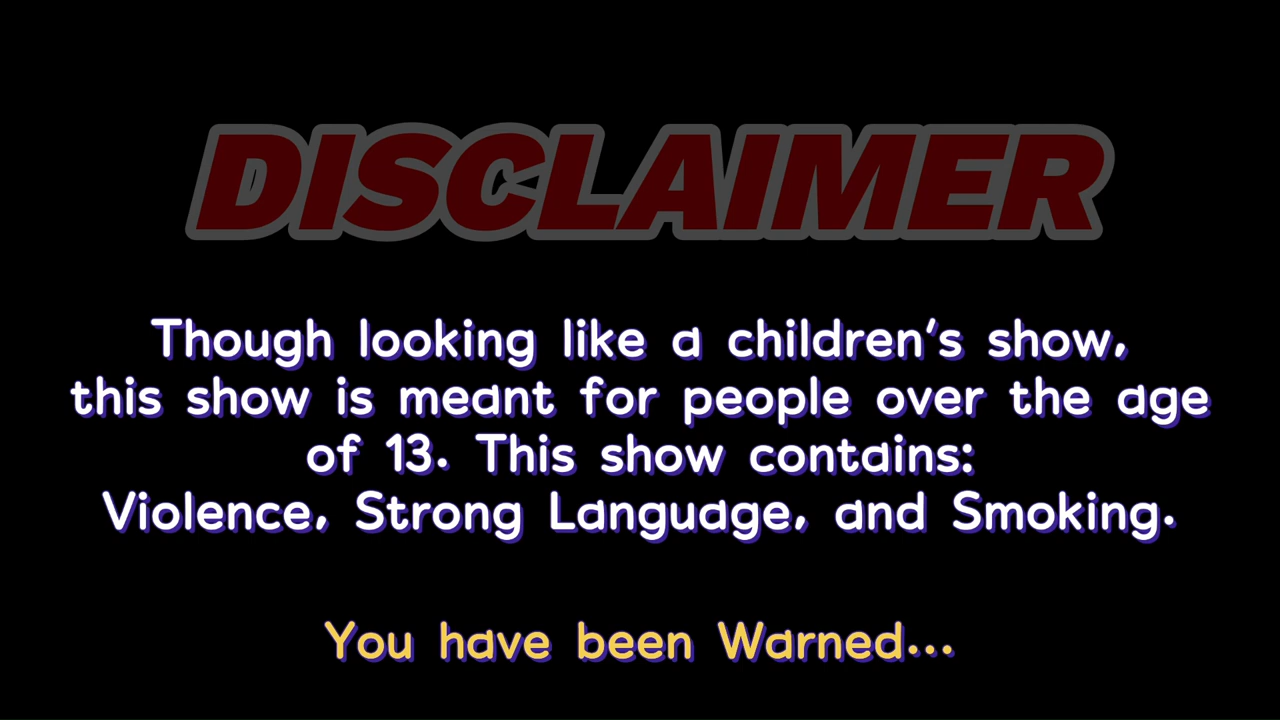 DISCLAIMER
Though looking like a children's show,
this show is meant for people over the age
of 13. This show contains:
Violence, Strong Language, and Smoking.
You have been Warned...